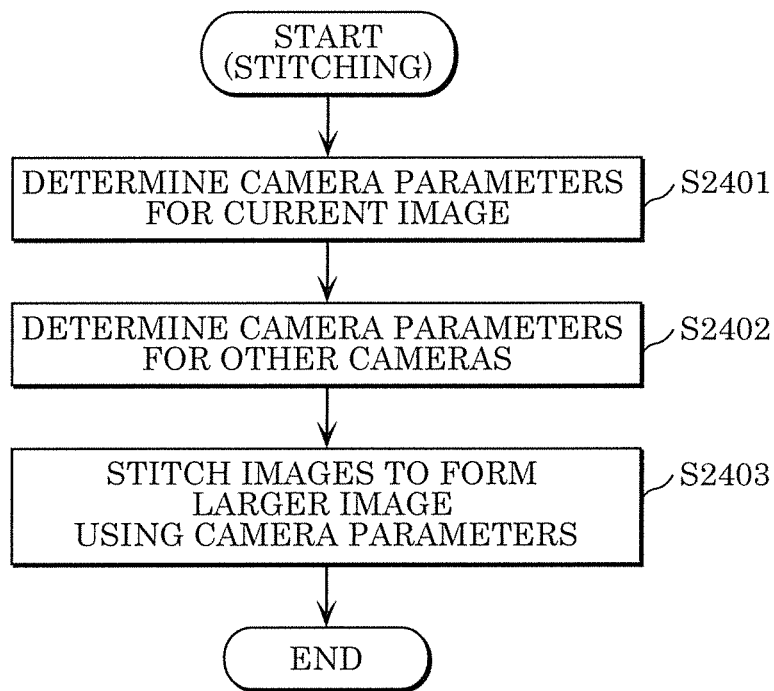 START
(STITCHING)
DETERMINE CAMERA PARAMETERS
FOR CURRENT IMAGE
S2401
DETERMINE CAMERA PARAMETERS
FOR OTHER CAMERAS
S2402
STITCH IMAGES TO FORM
LARGER IMAGE
USING CAMERA PARAMETERS
S2403
END